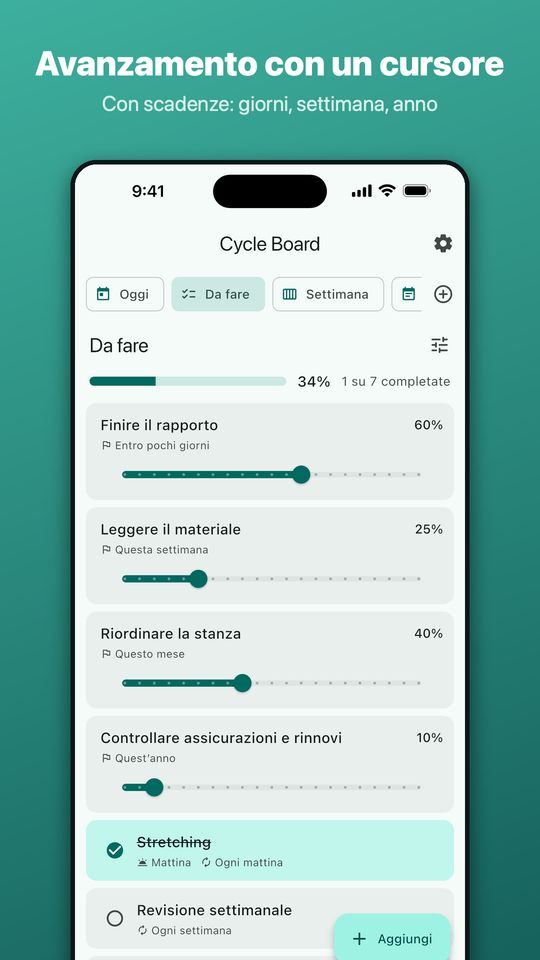 Avanzamento con un cursore
Con scadenze: giorni, settimana, anno
9:41
Cycle Board
Oggi
Da fare
Settimana
Da fare
34% 1 su 7 completate
Finire il rapporto 60%
Entro pochi giorni
Leggere il materiale 25%
Questa settimana
Riordinare la stanza 40%
Questo mese
Controllare assicurazioni e rinnovi 10%
Quest'anno
Stretching
Mattina Ogni mattina
Revisione settimanale
Ogni settimana
Aggiungi